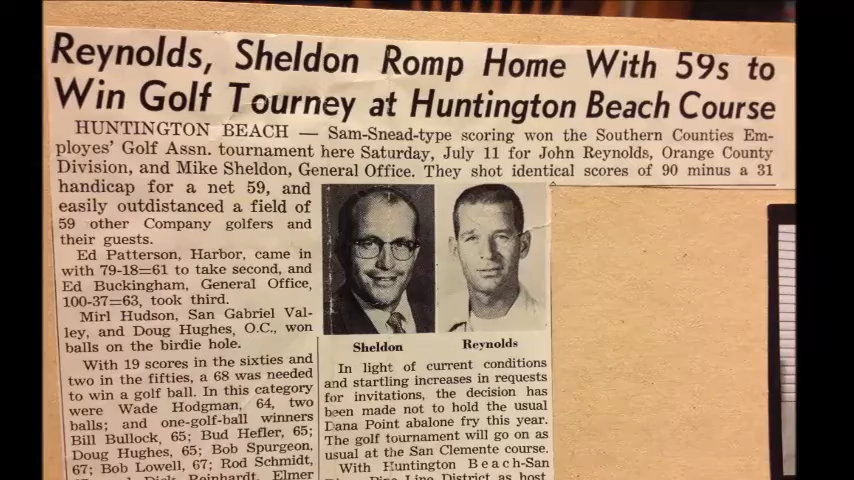 Reynolds, Sheldon Romp Home With 59s to
Win Golf Tourney at Huntington Beach Course
HUNTINGTON BEACH — Sam-Snead-type scoring won the Southern Counties Em-
ployes' Golf Assn. tournament here Saturday, July 11 for John Reynolds, Orange County
Division, and Mike Sheldon, General Office. They shot identical scores of 90 minus a 31
handicap for a net 59, and
easily outdistanced a field of
59 other Company golfers and
their guests.
Ed Patterson, Harbor, came in
with 79-18=61 to take second, and
Ed Buckingham, General Office,
100-37=63, took third.
Mirl Hudson, San Gabriel Val-
ley, and Doug Hughes, O.C., won
balls on the birdie hole.
With 19 scores in the sixties and
two in the fifties, a 68 was needed
to win a golf ball. In this category
were Wade Hodgman, 64, two
balls; and one-golf-ball winners
Bill Bullock, 65; Bud Hefler, 65;
Doug Hughes, 65; Bob Spurgeon,
67; Bob Lowell, 67; Rod Schmidt,
Dick Reinhardt, Elmer
Sheldon
Reynolds
In light of current conditions
and startling increases in requests
for invitations, the decision has
been made not to hold the usual
Dana Point abalone fry this year.
The golf tournament will go on as
usual at the San Clemente course.
With Huntington Beach-San
Pipe Line District as host